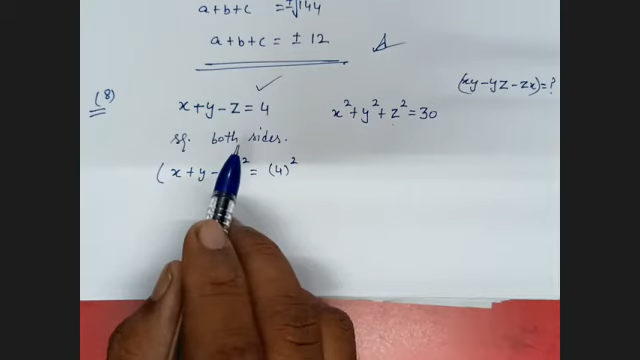 a+b+c = ±√144
a+b+c = ± 12
(8) x+y-z=4 x²+y²+z²=30 (xy-yz-zx)=?
sq. both sides.
(x+y- ² = (4)²